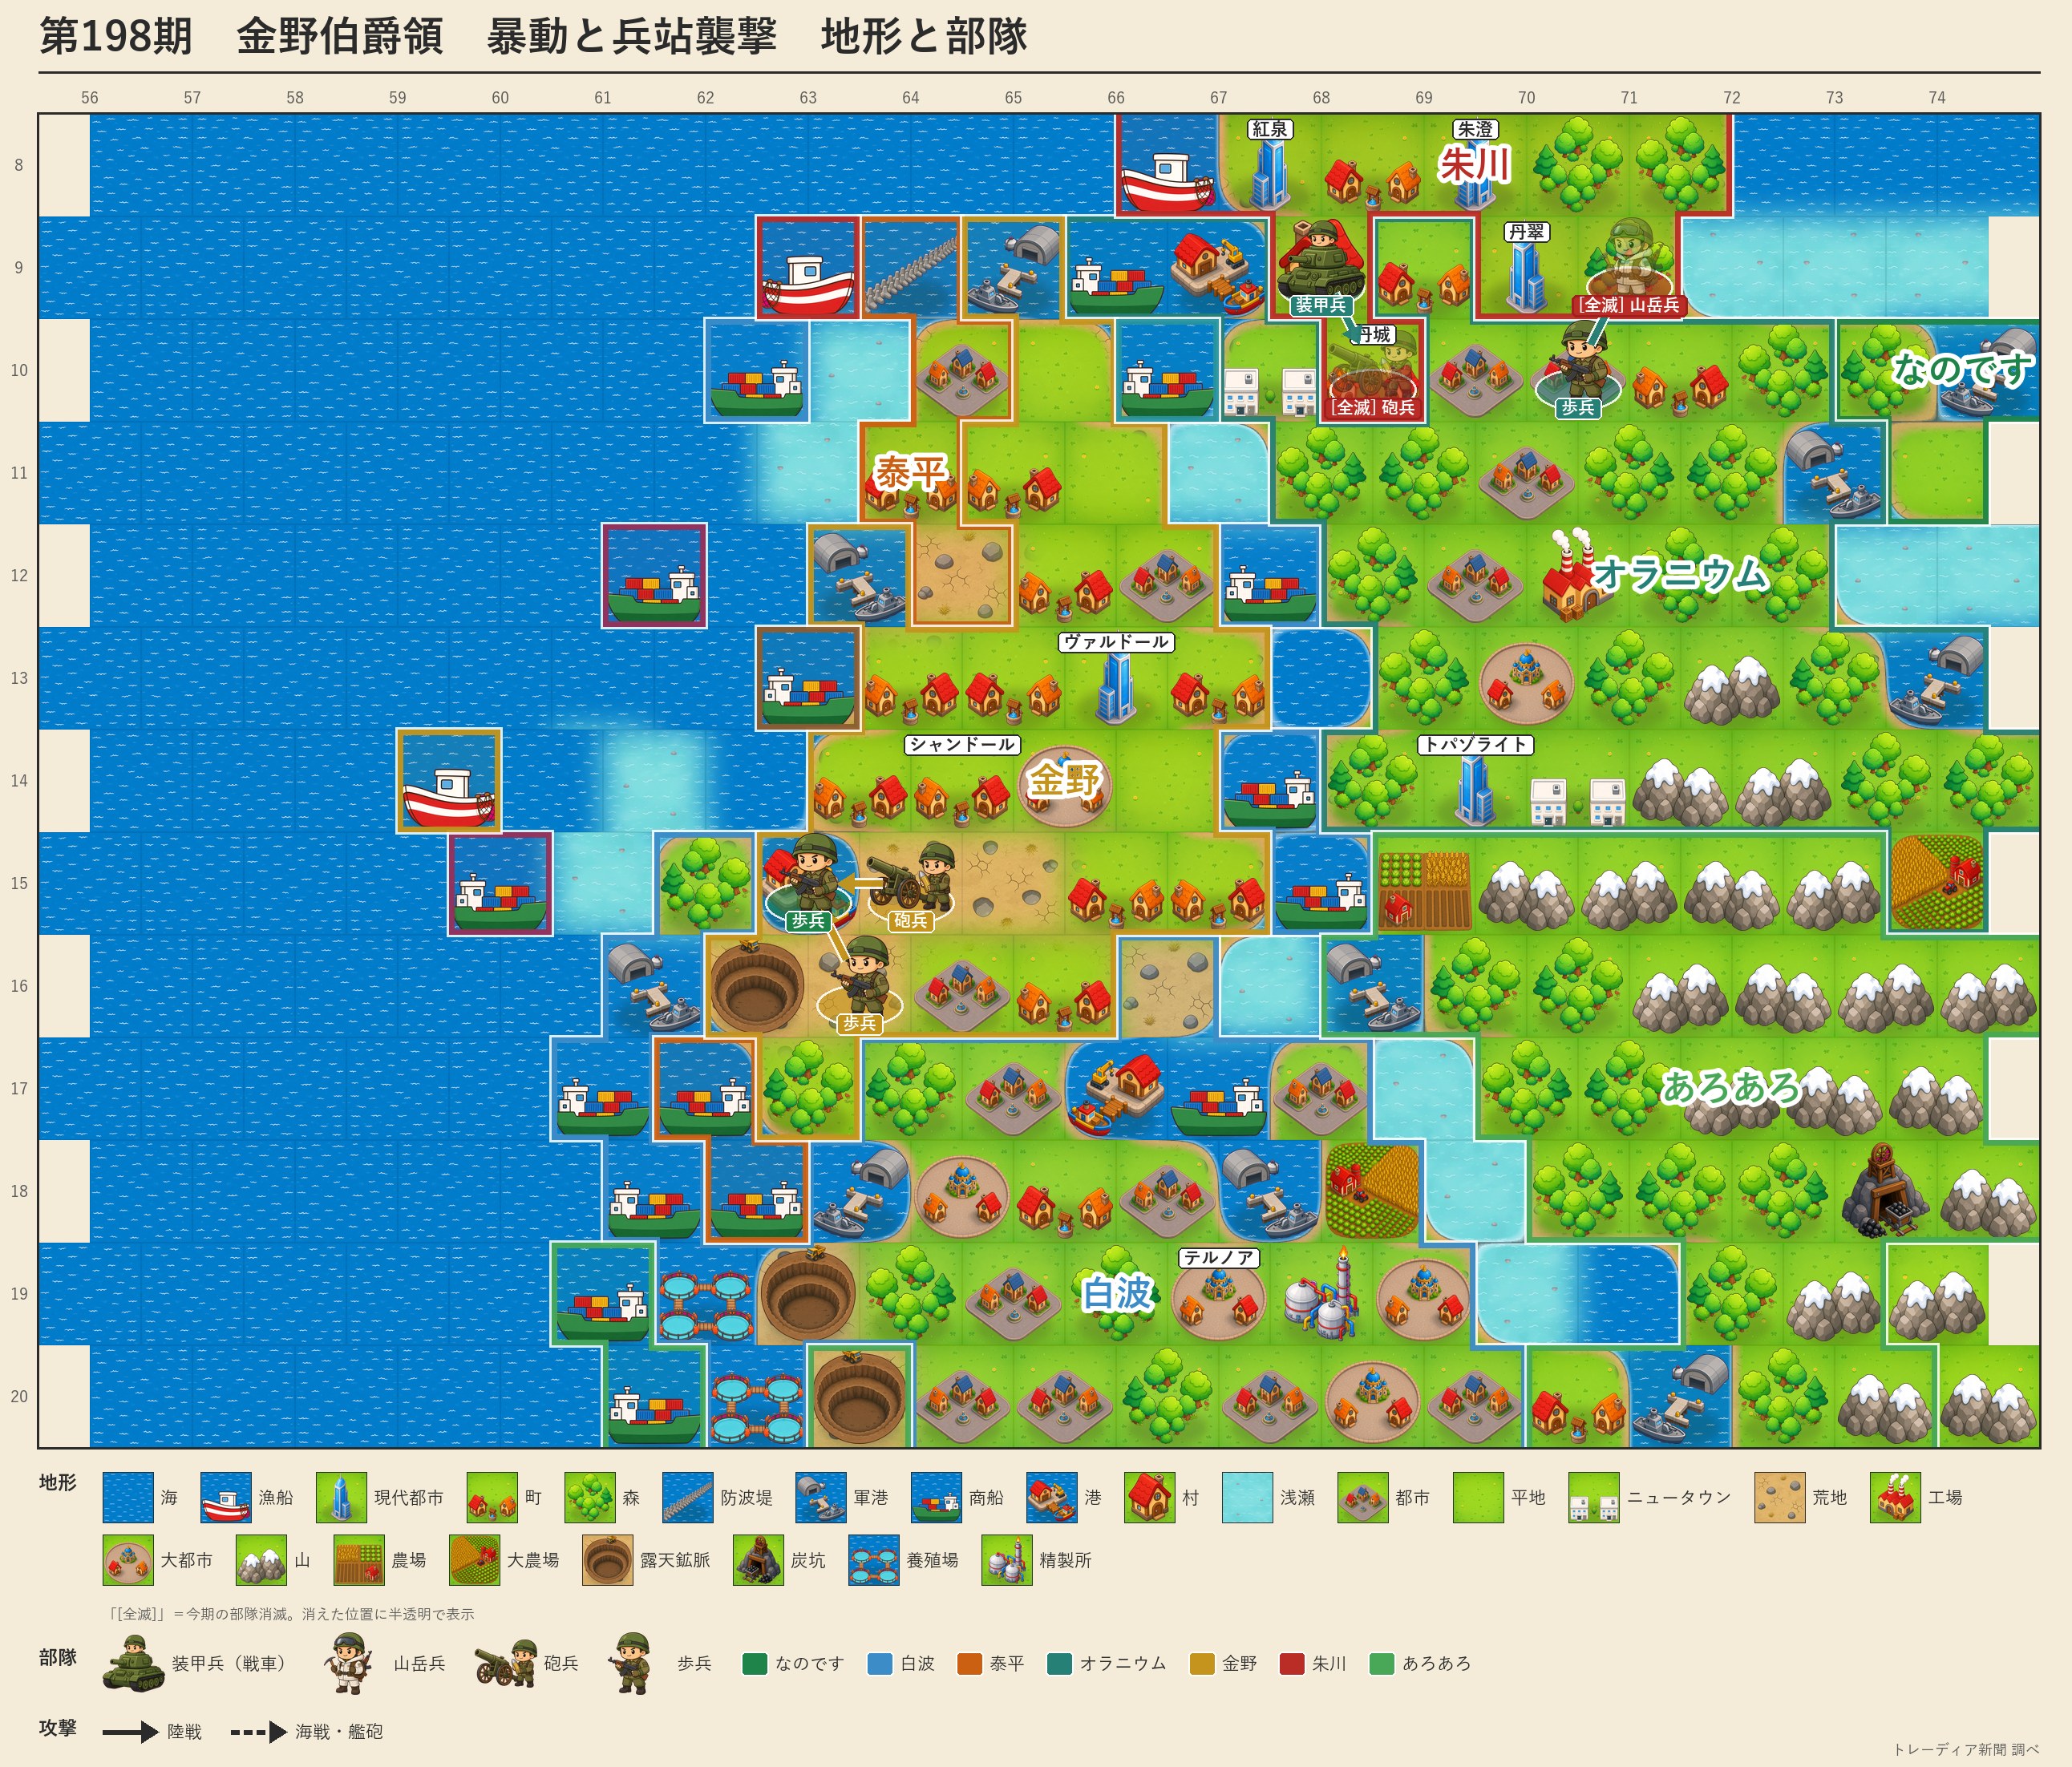 第198期　金野伯爵領　暴動と兵站襲撃　地形と部隊
56 57 58 59 60 61 62 63 64 65 66 67 68 69 70 71 72 73 74
8
紅泉
朱澄
朱川
9
丹翠
装甲兵
[全滅] 山岳兵
10
丹城
なのです
[全滅] 砲兵
歩兵
11
泰平
12
オラニウム
13
ヴァルドール
14
シャンドール
トパゾライト
金野
15
歩兵
砲兵
16
歩兵
17
あろあろ
18
19
テルノア
白波
20
地形
海 漁船 現代都市 町 森 防波堤 軍港 商船 港 村 浅瀬 都市 平地 ニュータウン 荒地 工場
大都市 山 農場 大農場 露天鉱脈 炭坑 養殖場 精製所
「[全滅]」＝今期の部隊消滅。消えた位置に半透明で表示
部隊 装甲兵（戦車） 山岳兵 砲兵 歩兵 なのです 白波 泰平 オラニウム 金野 朱川 あろあろ
攻撃 陸戦 海戦・艦砲
トレーディア新聞 調べ